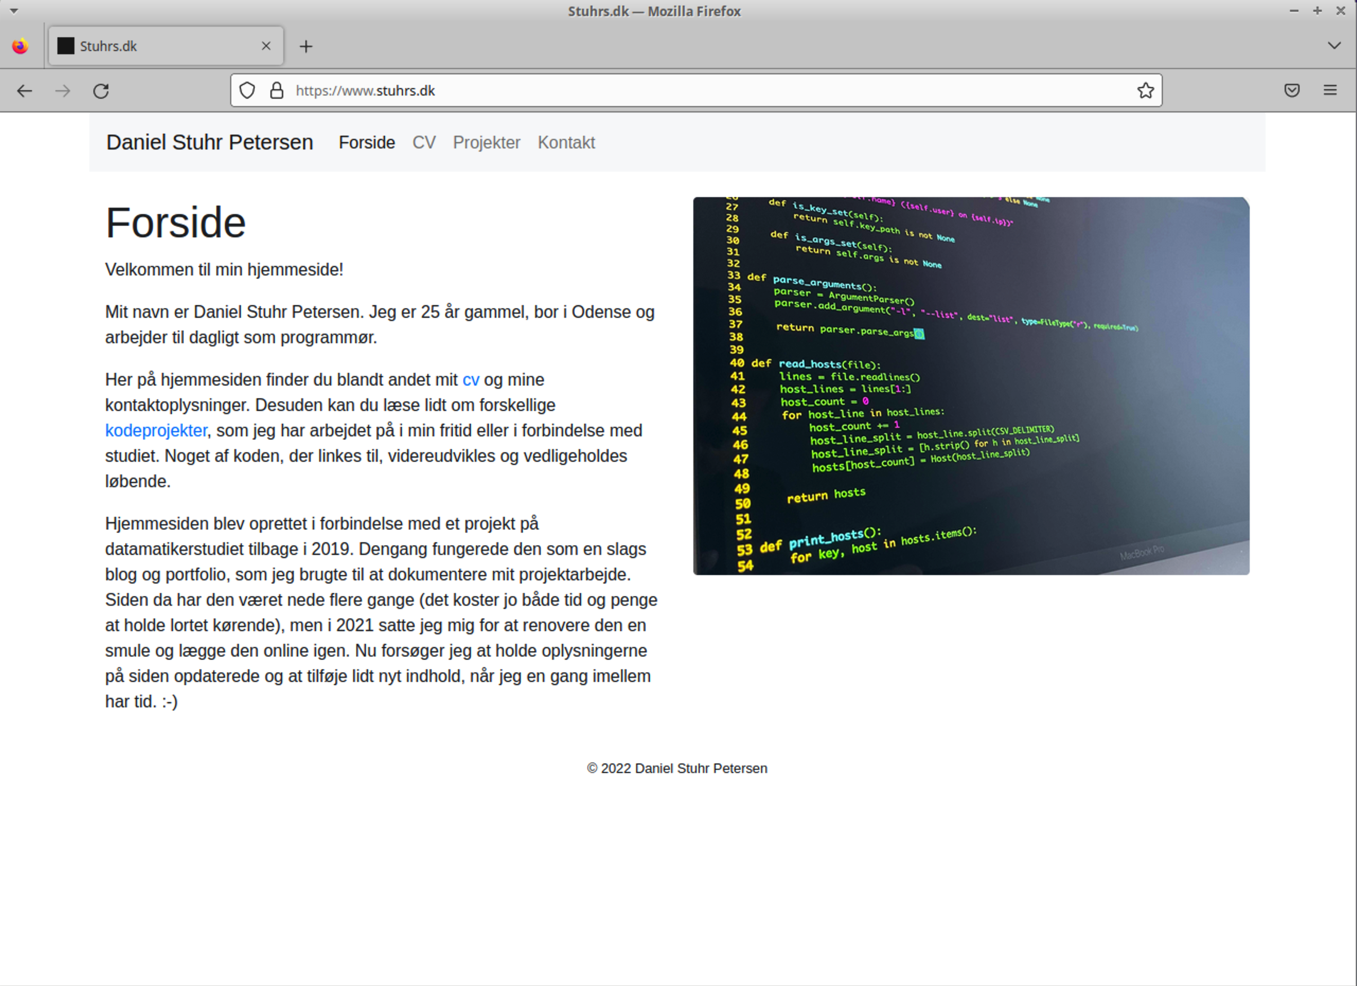 Stuhrs.dk — Mozilla Firefox
Stuhrs.dk
https://www.stuhrs.dk
Daniel Stuhr Petersen Forside CV Projekter Kontakt
Forside
Velkommen til min hjemmeside!
Mit navn er Daniel Stuhr Petersen. Jeg er 25 år gammel, bor i Odense og
arbejder til dagligt som programmør.
Her på hjemmesiden finder du blandt andet mit cv og mine
kontaktoplysninger. Desuden kan du læse lidt om forskellige
kodeprojekter, som jeg har arbejdet på i min fritid eller i forbindelse med
studiet. Noget af koden, der linkes til, videreudvikles og vedligeholdes
løbende.
Hjemmesiden blev oprettet i forbindelse med et projekt på
datamatikerstudiet tilbage i 2019. Dengang fungerede den som en slags
blog og portfolio, som jeg brugte til at dokumentere mit projektarbejde.
Siden da har den været nede flere gange (det koster jo både tid og penge
at holde lortet kørende), men i 2021 satte jeg mig for at renovere den en
smule og lægge den online igen. Nu forsøger jeg at holde oplysningerne
på siden opdaterede og at tilføje lidt nyt indhold, når jeg en gang imellem
har tid. :-)
else None
name} ({self.user} on {self.ip})"
27 def is_key_set(self):
28 return self.key_path is not None
29
30 def is_args_set(self):
31 return self.args is not None
32
33 def parse_arguments():
34 parser = ArgumentParser()
35 parser.add_argument("-l", "--list", dest="list", type=FileType("r"), required=True)
36
37 return parser.parse_args()
38
39
40 def read_hosts(file):
41 lines = file.readlines()
42 host_lines = lines[1:]
43 host_count = 0
44 for host_line in host_lines:
45 host_count += 1
46 host_line_split = host_line.split(CSV_DELIMITER)
47 host_line_split = [h.strip() for h in host_line_split]
48 hosts[host_count] = Host(host_line_split)
49
50 return hosts
51
52
53 def print_hosts():
54 for key, host in hosts.items():
MacBook Pro
© 2022 Daniel Stuhr Petersen